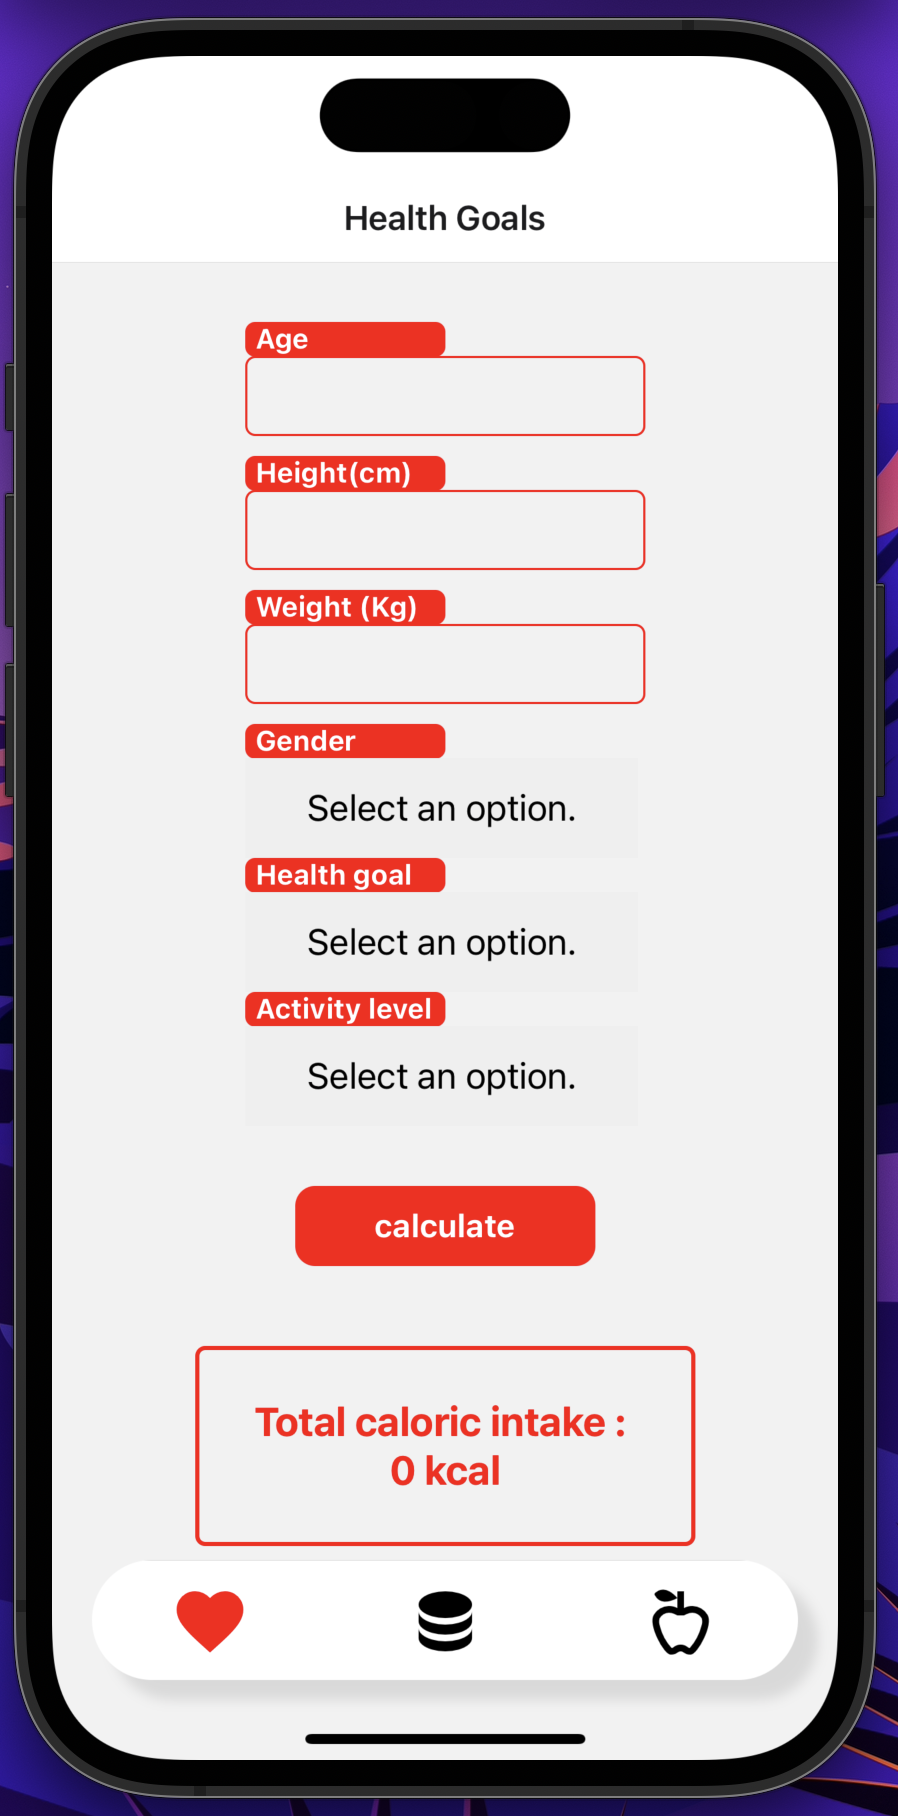 Health Goals
Age
Height(cm)
Weight (Kg)
Gender
Select an option.
Health goal
Select an option.
Activity level
Select an option.
calculate
Total caloric intake :
0 kcal